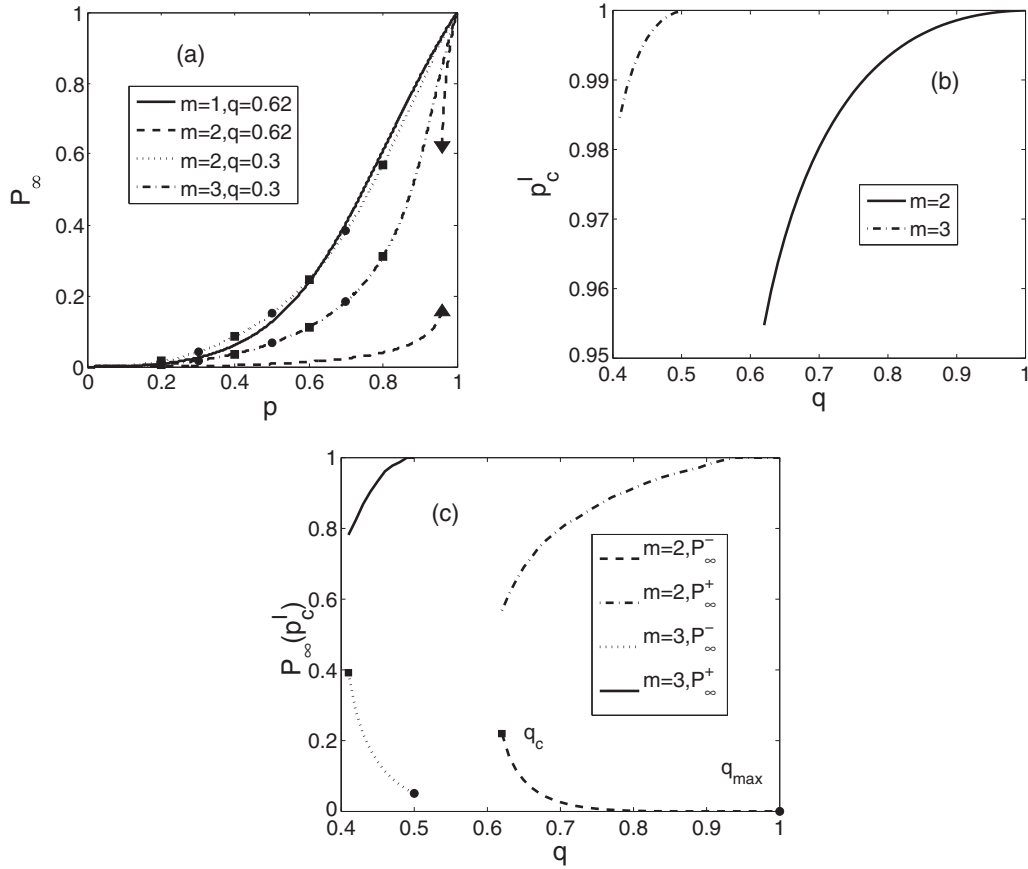 (a)
m=1,q=0.62
m=2,q=0.62
m=2,q=0.3
m=3,q=0.3
P∞
1
0.8
0.6
0.4
0.2
0
0
0.2
0.4
0.6
0.8
1
p
(b)
m=2
m=3
p_c^I
1
0.99
0.98
0.97
0.96
0.95
0.4
0.5
0.6
0.7
0.8
0.9
1
q
(c)
m=2,P∞^-
m=2,P∞^+
m=3,P∞^-
m=3,P∞^+
q_c
q_max
P∞(p_c^I)
1
0.8
0.6
0.4
0.2
0
0.4
0.5
0.6
0.7
0.8
0.9
1
q